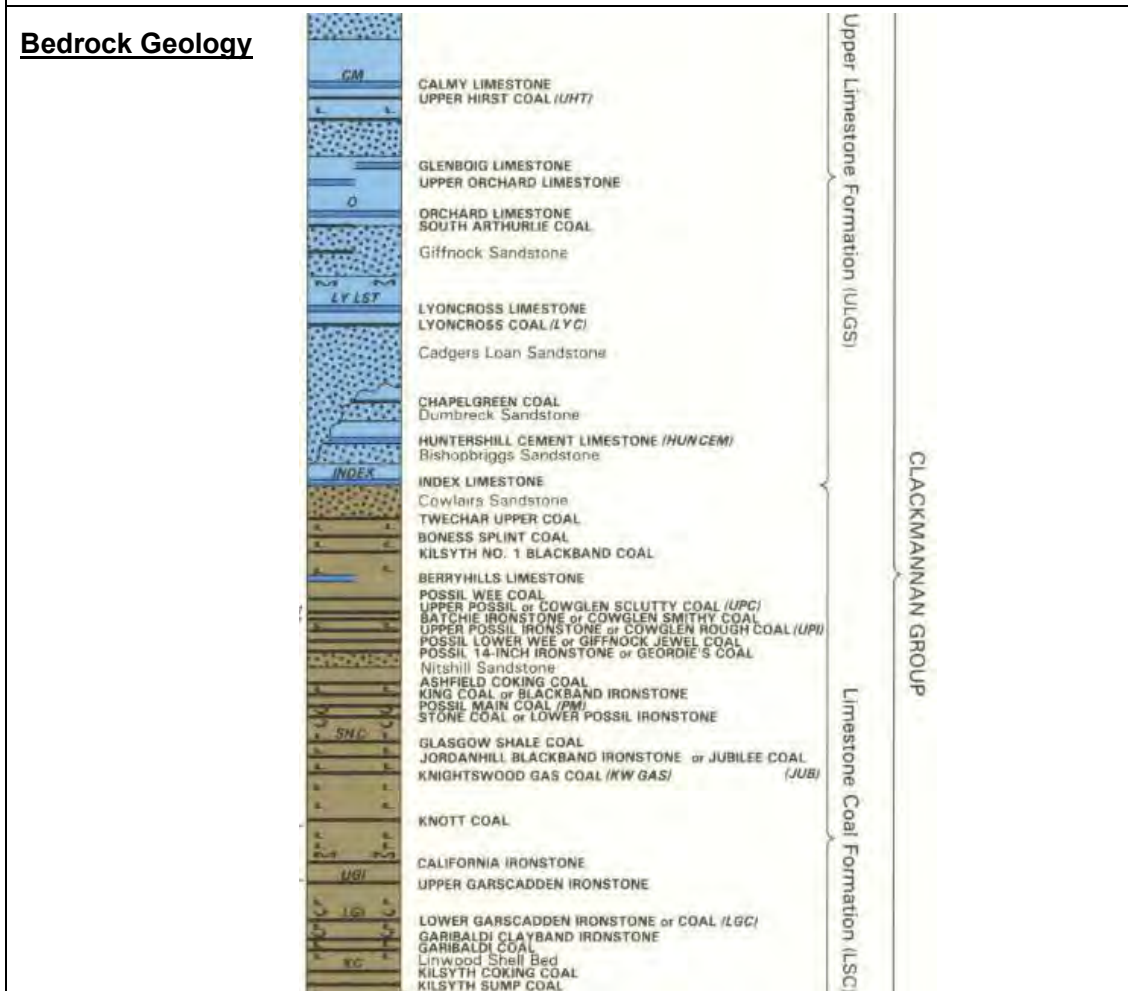 Bedrock Geology
CM
CALMY LIMESTONE
UPPER HIRST COAL (UHT)
GLENBOIG LIMESTONE
UPPER ORCHARD LIMESTONE
O
ORCHARD LIMESTONE
SOUTH ARTHURLIE COAL
Giffnock Sandstone
LY LST
LYONCROSS LIMESTONE
LYONCROSS COAL (LYC)
Cadgers Loan Sandstone
CHAPELGREEN COAL
Dumbreck Sandstone
HUNTERSHILL CEMENT LIMESTONE (HUN CEM)
Bishopbriggs Sandstone
INDEX
INDEX LIMESTONE
Cowlairs Sandstone
TWECHAR UPPER COAL
BONESS SPLINT COAL
KILSYTH NO. 1 BLACKBAND COAL
BERRYHILLS LIMESTONE
POSSIL WEE COAL
UPPER POSSIL or COWGLEN SCLUTTY COAL (UPC)
BATCHIE IRONSTONE or COWGLEN SMITHY COAL
UPPER POSSIL IRONSTONE or COWGLEN ROUGH COAL (UPI)
POSSIL LOWER WEE or GIFFNOCK JEWEL COAL
POSSIL 14-INCH IRONSTONE or GEORDIE'S COAL
Nitshill Sandstone
ASHFIELD COKING COAL
KING COAL or BLACKBAND IRONSTONE
POSSIL MAIN COAL (PM)
STONE COAL or LOWER POSSIL IRONSTONE
GLASGOW SHALE COAL
JORDANHILL BLACKBAND IRONSTONE or JUBILEE COAL
KNIGHTSWOOD GAS COAL (KW GAS) (JUB)
KNOTT COAL
CALIFORNIA IRONSTONE
UGI
UPPER GARSCADDEN IRONSTONE
LGI
LOWER GARSCADDEN IRONSTONE or COAL (LGC)
GARIBALDI CLAYBAND IRONSTONE
GARIBALDI COAL
Linwood Shell Bed
KILSYTH COKING COAL
KILSYTH SUMP COAL
Upper Limestone Formation (ULGS)
Limestone Coal Formation (LSC)
CLACKMANNAN GROUP